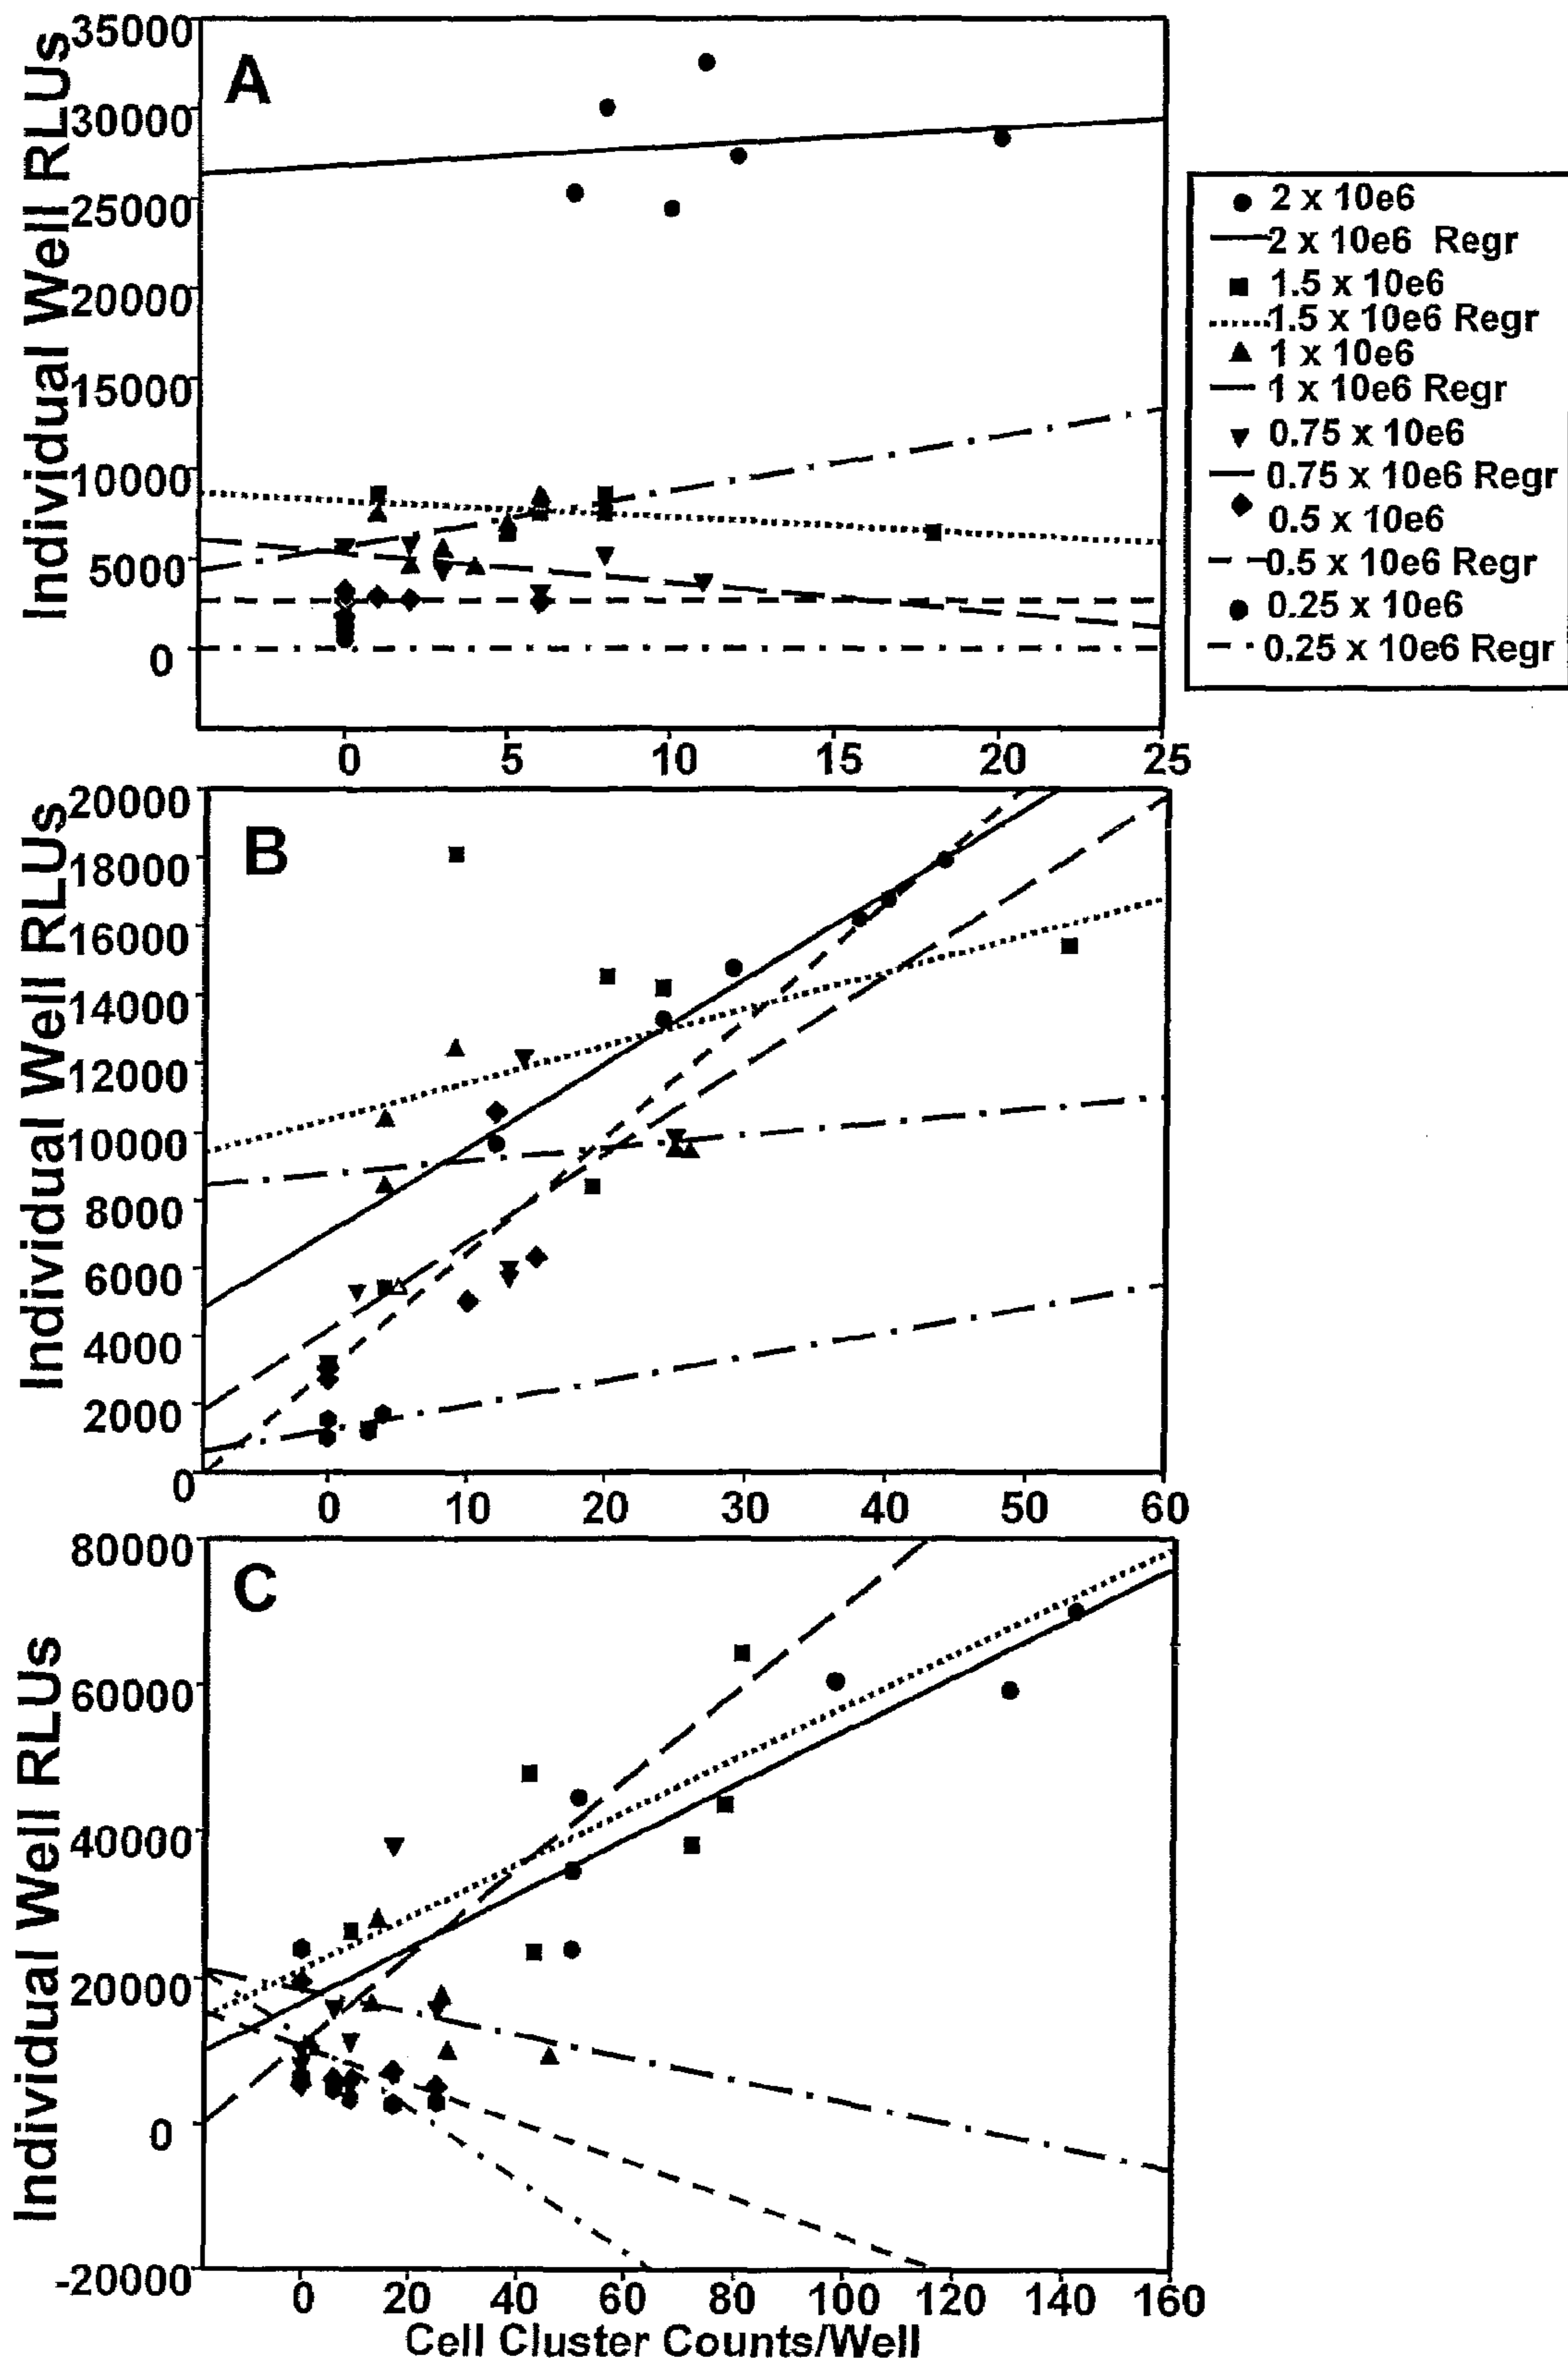 Individual Well RLUs
A
35000
30000
25000
20000
15000
10000
5000
0
0 5 10 15 20 25
2 x 10e6
2 x 10e6 Regr
1.5 x 10e6
1.5 x 10e6 Regr
1 x 10e6
1 x 10e6 Regr
0.75 x 10e6
0.75 x 10e6 Regr
0.5 x 10e6
0.5 x 10e6 Regr
0.25 x 10e6
0.25 x 10e6 Regr
Individual Well RLUs
B
20000
18000
16000
14000
12000
10000
8000
6000
4000
2000
0
0 10 20 30 40 50 60
Individual Well RLUs
C
80000
60000
40000
20000
0
-20000
0 20 40 60 80 100 120 140 160
Cell Cluster Counts/Well